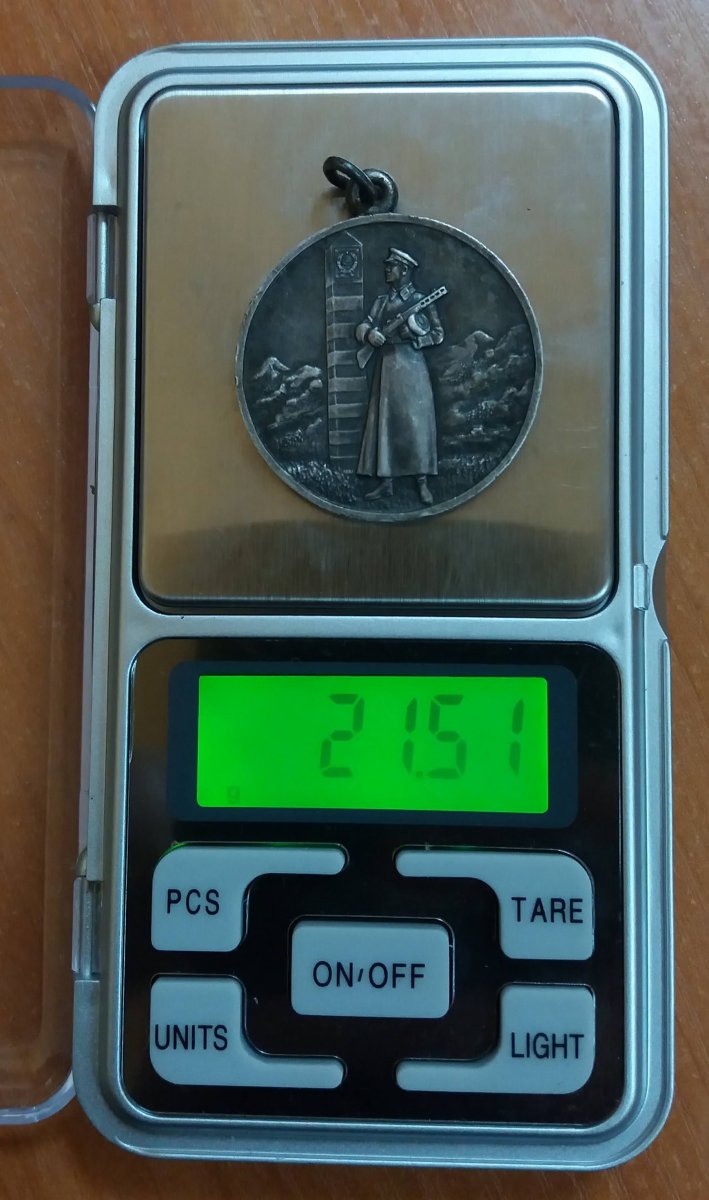 21.51
g
PCS
TARE
ON/OFF
UNITS
LIGHT